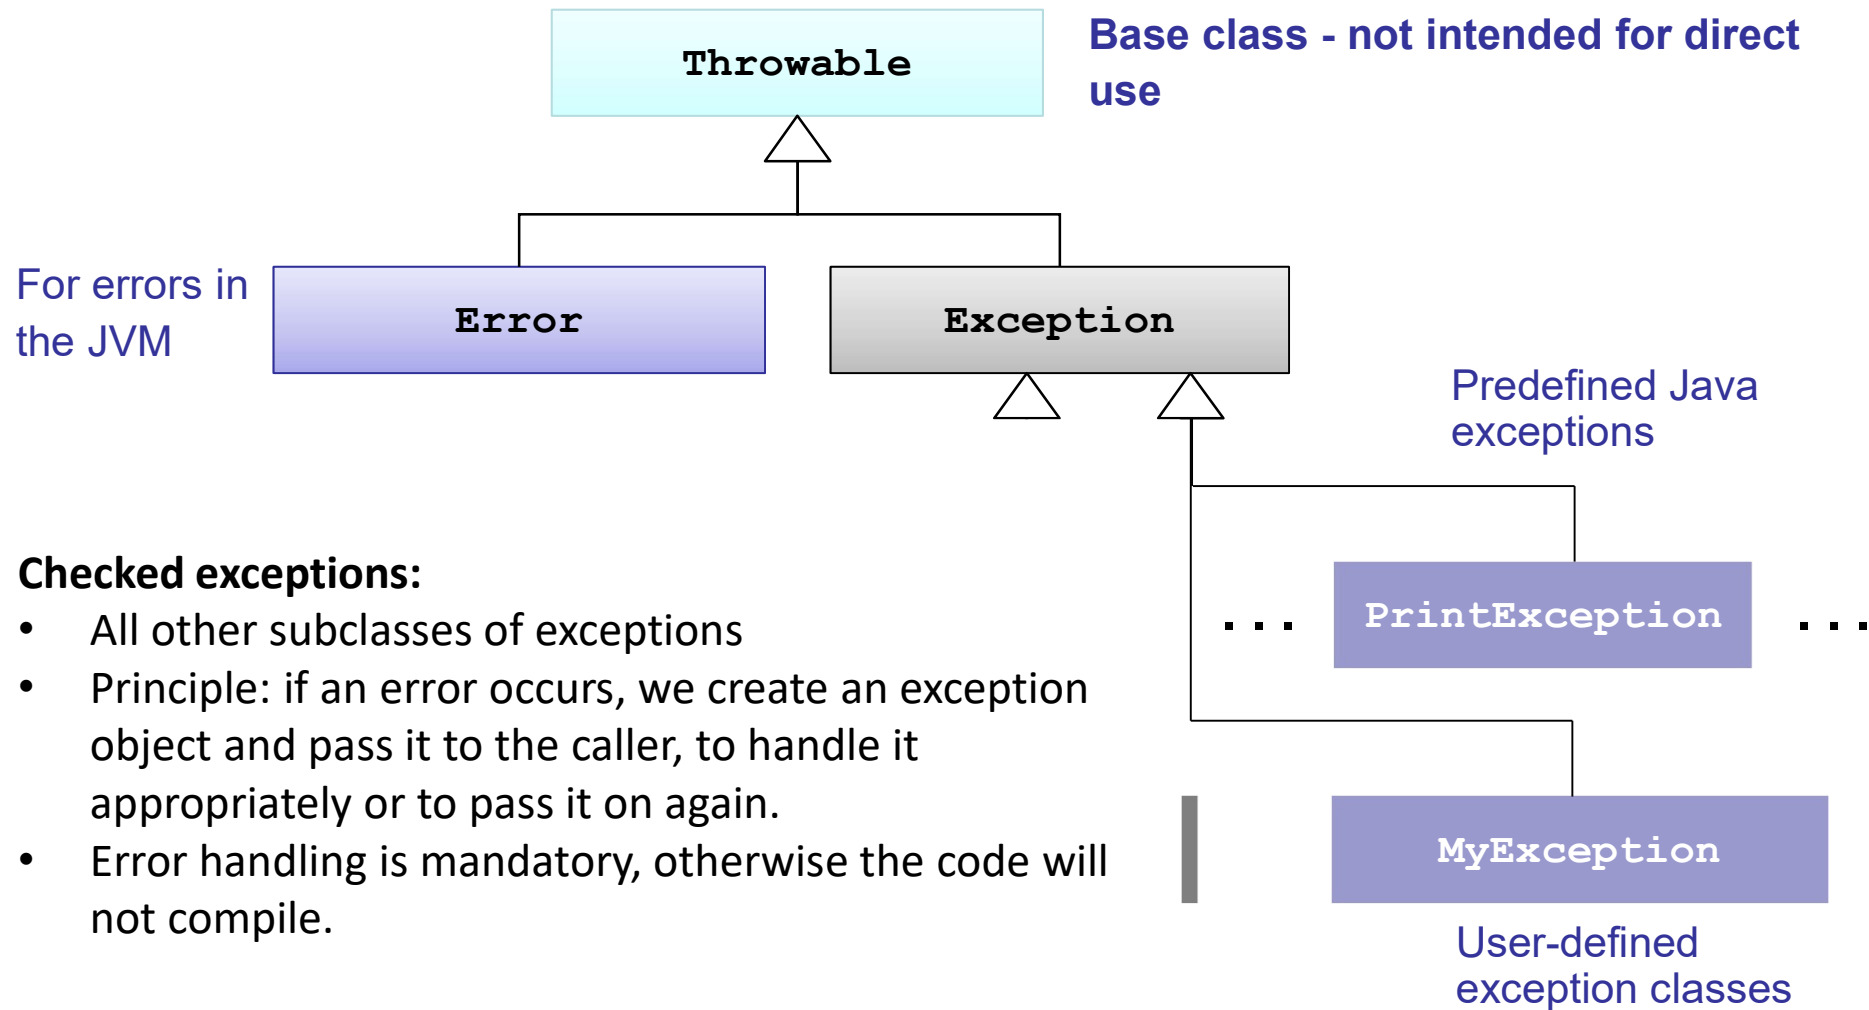 Throwable
Base class - not intended for direct
use
For errors in
the JVM
Error
Exception
Predefined Java
exceptions
Checked exceptions:
• All other subclasses of exceptions
• Principle: if an error occurs, we create an exception
object and pass it to the caller, to handle it
appropriately or to pass it on again.
• Error handling is mandatory, otherwise the code will
not compile.
... PrintException ...
MyException
User-defined
exception classes